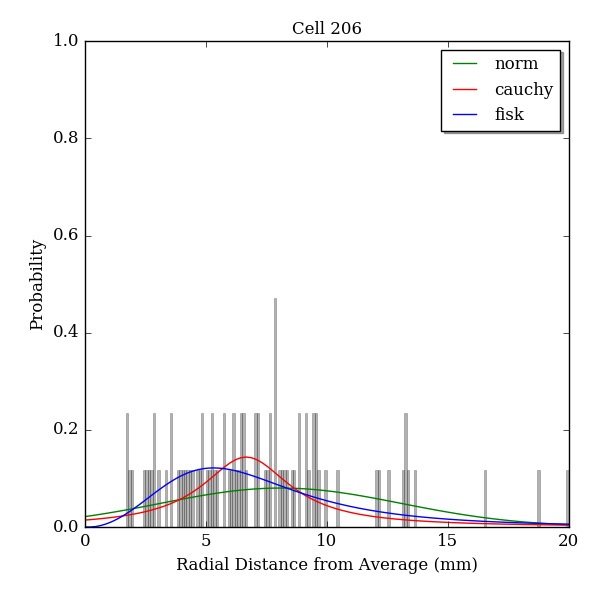 Cell 206
1.0
0.8
0.6
0.4
0.2
0.0
Probability
norm
cauchy
fisk
0 5 10 15 20
Radial Distance from Average (mm)